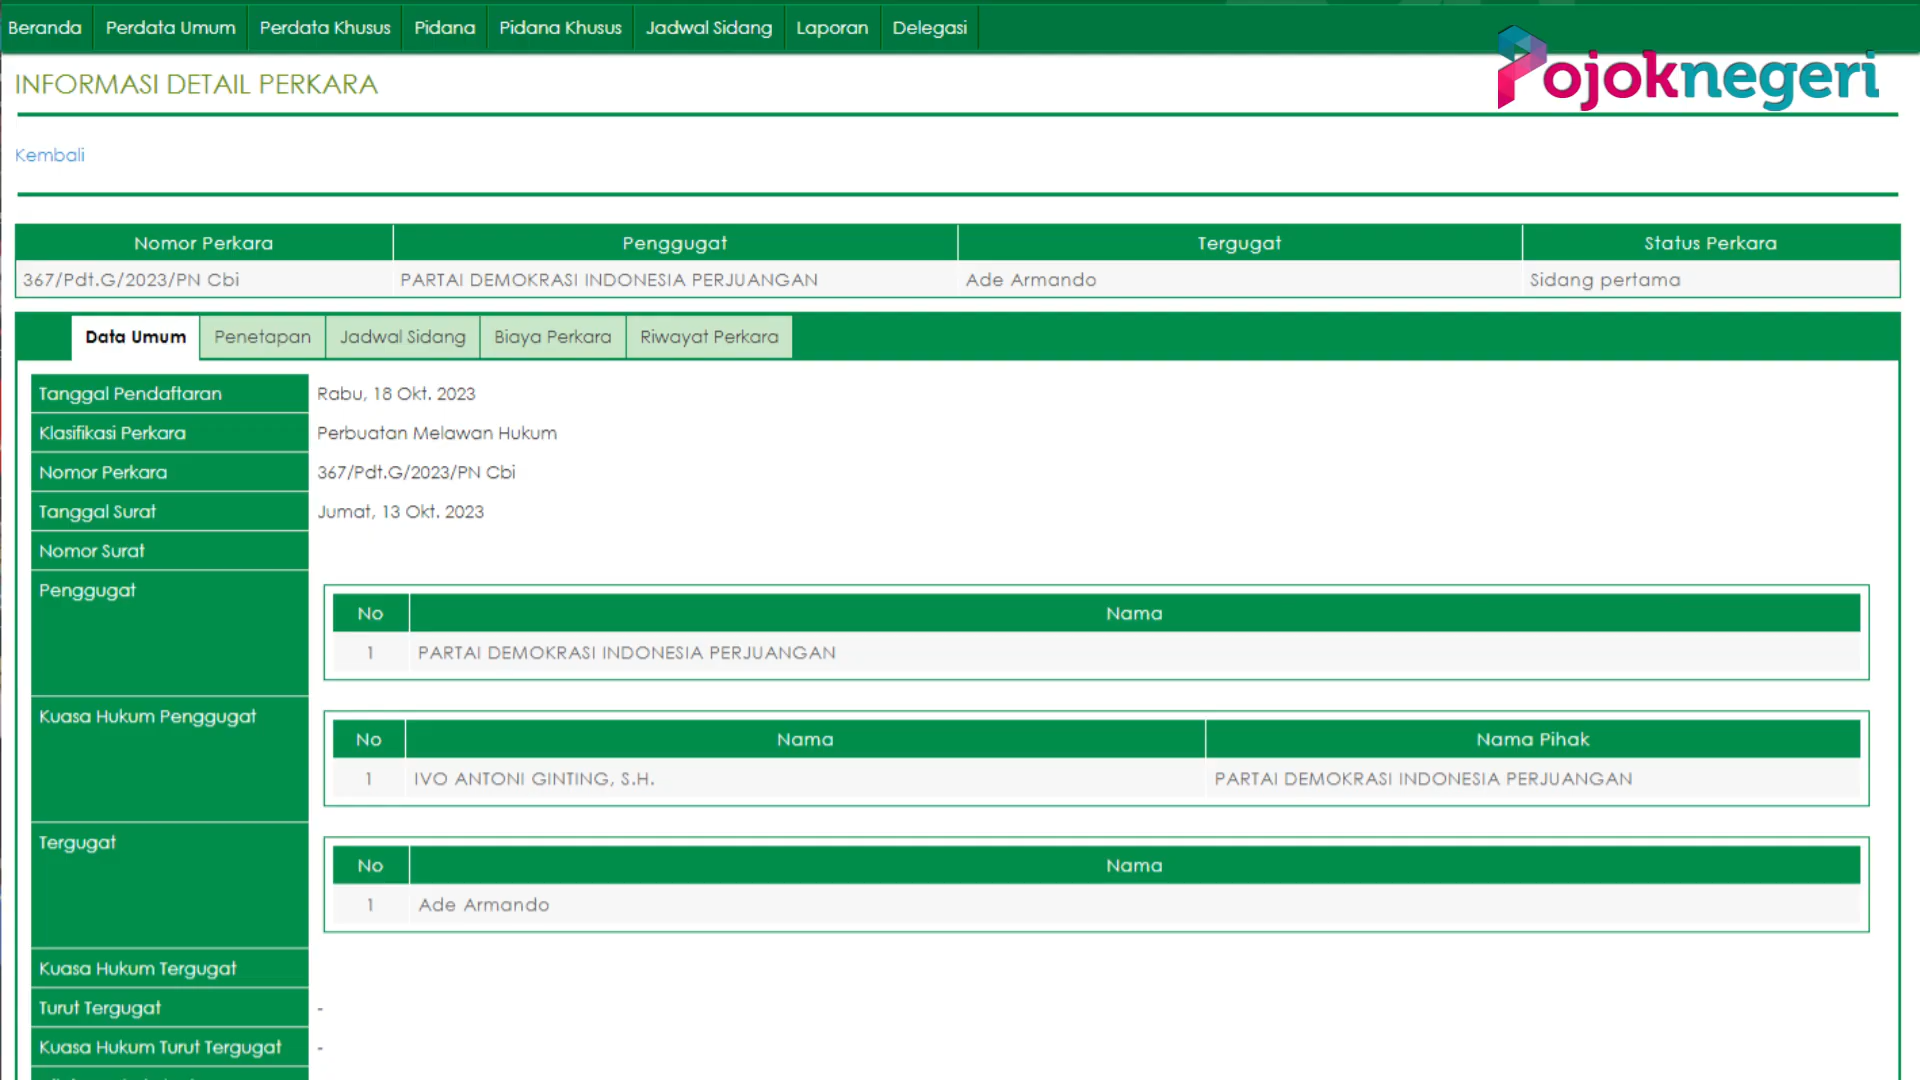 Beranda Perdata Umum Perdata Khusus Pidana Pidana Khusus Jadwal Sidang Laporan Delegasi
INFORMASI DETAIL PERKARA
Pojoknegeri
Kembali
Nomor Perkara Penggugat Tergugat Status Perkara
367/Pdt.G/2023/PN Cbi PARTAI DEMOKRASI INDONESIA PERJUANGAN Ade Armando Sidang pertama
Data Umum Penetapan Jadwal Sidang Biaya Perkara Riwayat Perkara
Tanggal Pendaftaran Rabu, 18 Okt. 2023
Klasifikasi Perkara Perbuatan Melawan Hukum
Nomor Perkara 367/Pdt.G/2023/PN Cbi
Tanggal Surat Jumat, 13 Okt. 2023
Nomor Surat
Penggugat
No Nama
1 PARTAI DEMOKRASI INDONESIA PERJUANGAN
Kuasa Hukum Penggugat
No Nama Nama Pihak
1 IVO ANTONI GINTING, S.H. PARTAI DEMOKRASI INDONESIA PERJUANGAN
Tergugat
No Nama
1 Ade Armando
Kuasa Hukum Tergugat
Turut Tergugat -
Kuasa Hukum Turut Tergugat -